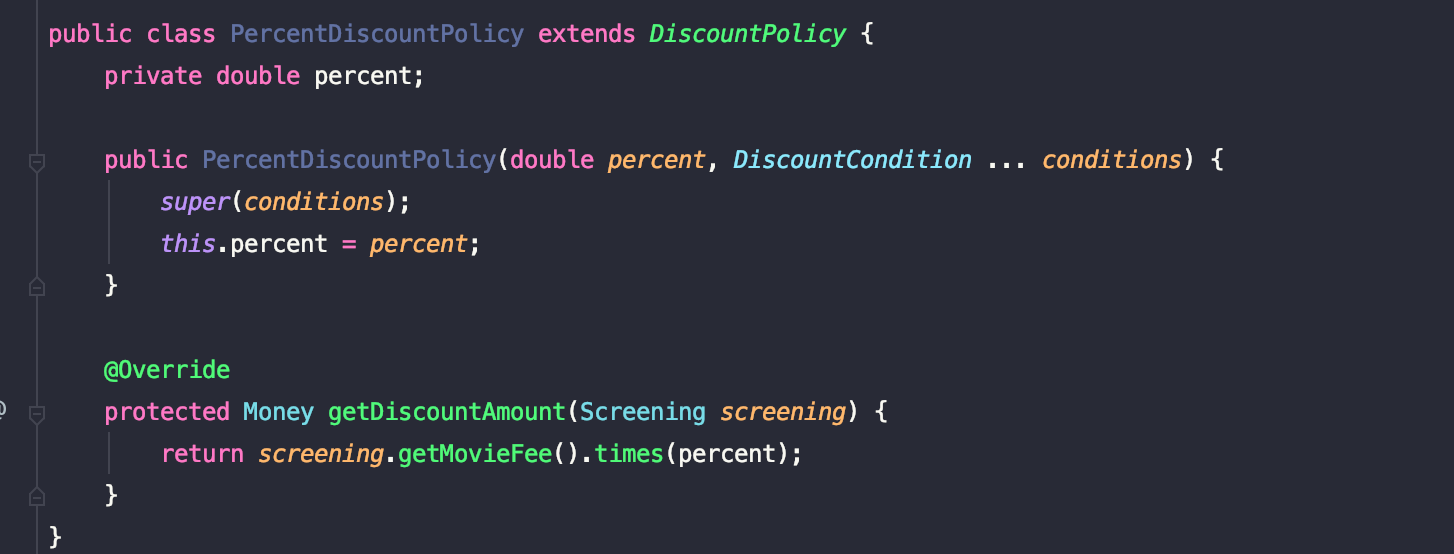 public class PercentDiscountPolicy extends DiscountPolicy {
    private double percent;

    public PercentDiscountPolicy(double percent, DiscountCondition ... conditions) {
        super(conditions);
        this.percent = percent;
    }

    @Override
    protected Money getDiscountAmount(Screening screening) {
        return screening.getMovieFee().times(percent);
    }
}